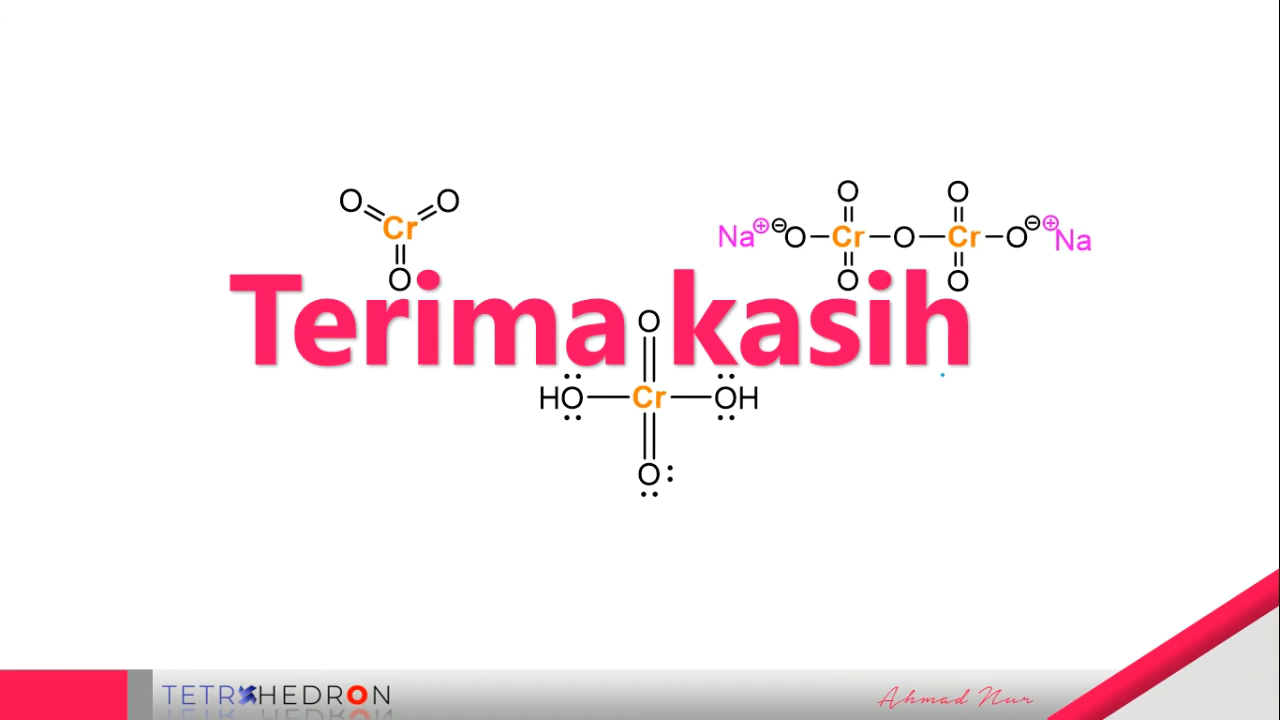 O O
Cr
O
O O
Na⊕ ⊖O Cr O Cr O⊖ ⊕Na
O O
Terima kasih
O
HO Cr OH
O
TETRAHEDRON
Ahmad Nur